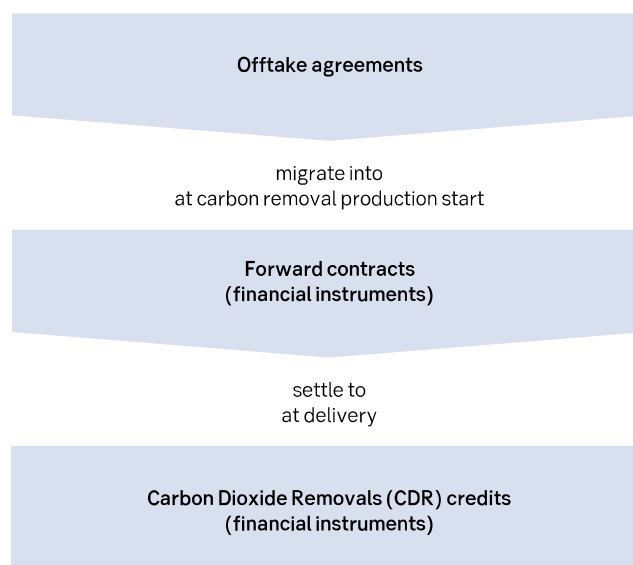 Offtake agreements
migrate into
at carbon removal production start
Forward contracts
(financial instruments)
settle to
at delivery
Carbon Dioxide Removals (CDR) credits
(financial instruments)